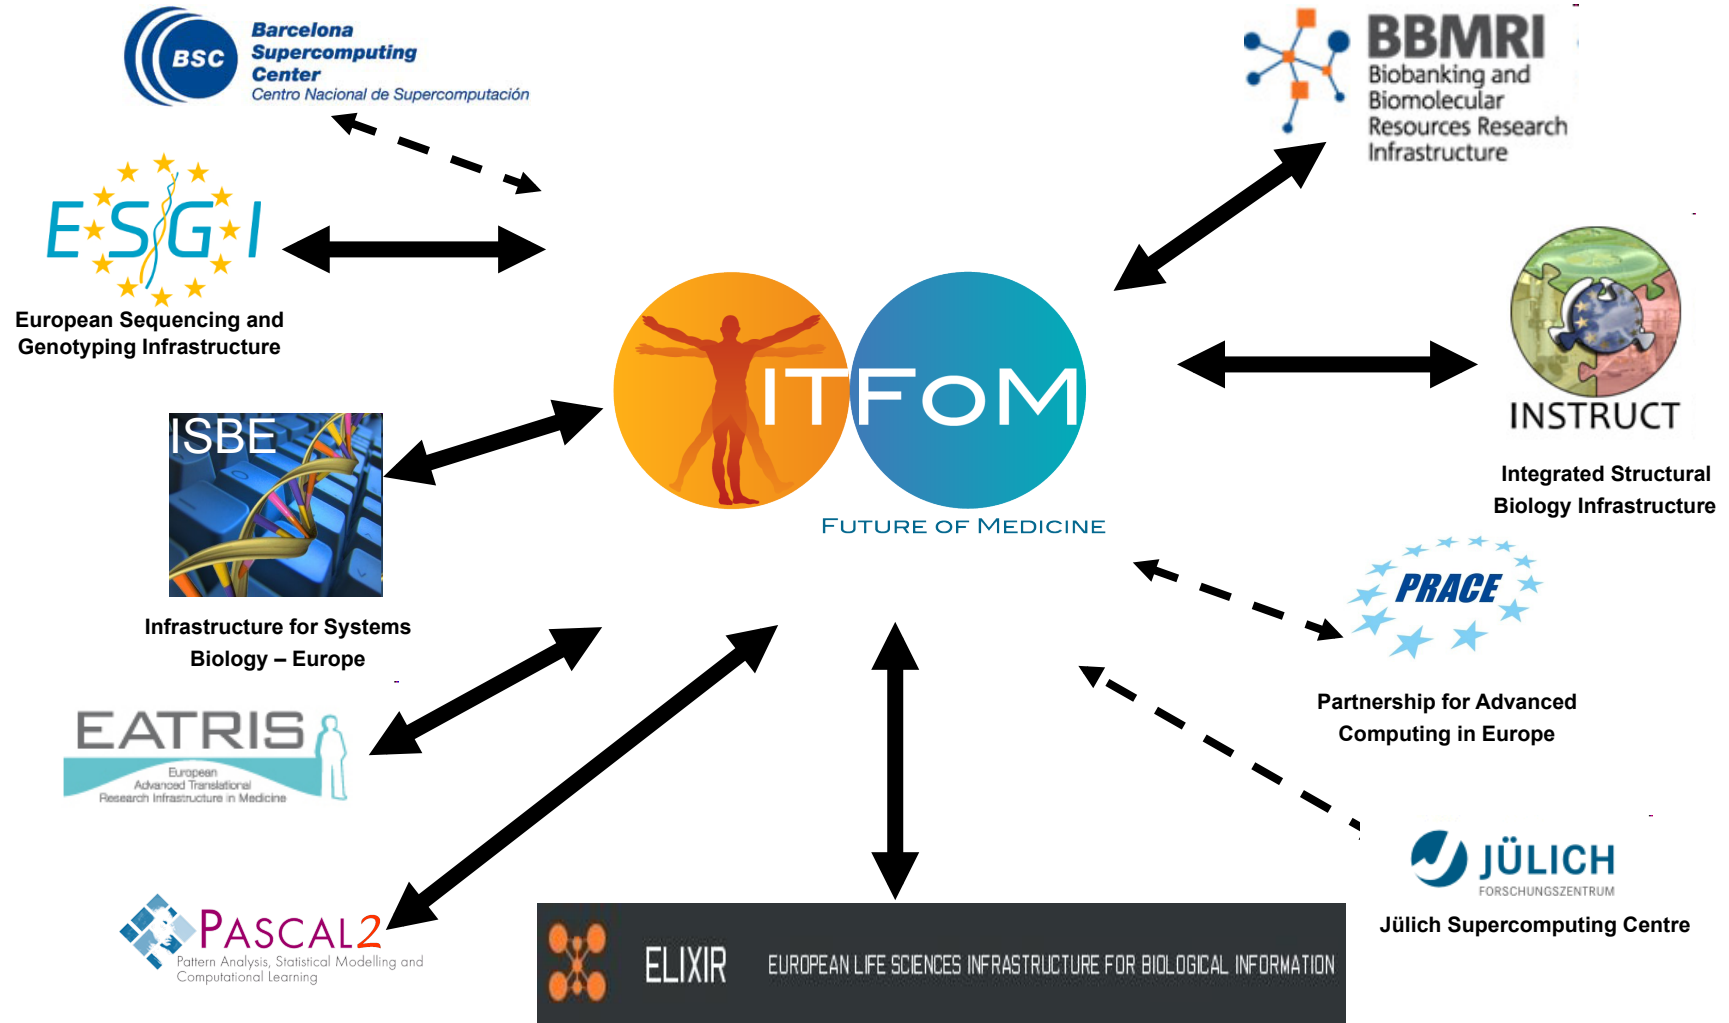 BSC
Barcelona
Supercomputing
Center
Centro Nacional de Supercomputación
BBMRI
Biobanking and
Biomolecular
Resources Research
Infrastructure
ESGI
European Sequencing and
Genotyping Infrastructure
INSTRUCT
Integrated Structural
Biology Infrastructure
ITFoM
FUTURE OF MEDICINE
ISBE
Infrastructure for Systems
Biology – Europe
PRACE
Partnership for Advanced
Computing in Europe
EATRIS
European
Advanced Translational
Research Infrastructure in Medicine
JÜLICH
FORSCHUNGSZENTRUM
Jülich Supercomputing Centre
PASCAL2
Pattern Analysis, Statistical Modelling and
Computational Learning
ELIXIR
EUROPEAN LIFE SCIENCES INFRASTRUCTURE FOR BIOLOGICAL INFORMATION